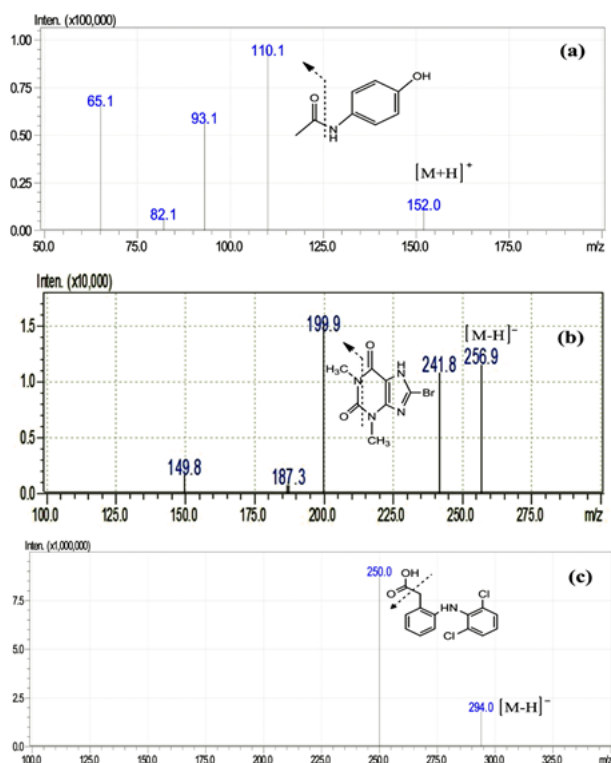 Inten. (x100,000)
(a)
1.00
110.1
OH
0.75
65.1
93.1
O
N
H
0.50
[M+H]⁺
0.25
152.0
82.1
0.00
50.0 75.0 100.0 125.0 150.0 175.0 m/z
Inten. (x10,000)
199.9
[M-H]⁻
(b)
1.5
O
H
N
241.8
256.9
H₃C
N
Br
1.0
O
N
N
CH₃
0.5
149.8
187.3
0.0
100.0 125.0 150.0 175.0 200.0 225.0 250.0 275.0 m/z
Inten. (x1,000,000)
250.0
OH
(c)
O
Cl
7.5
HN
Cl
5.0
2.5
294.0 [M-H]⁻
0.0
100.0 125.0 150.0 175.0 200.0 225.0 250.0 275.0 300.0 325.0 m/z